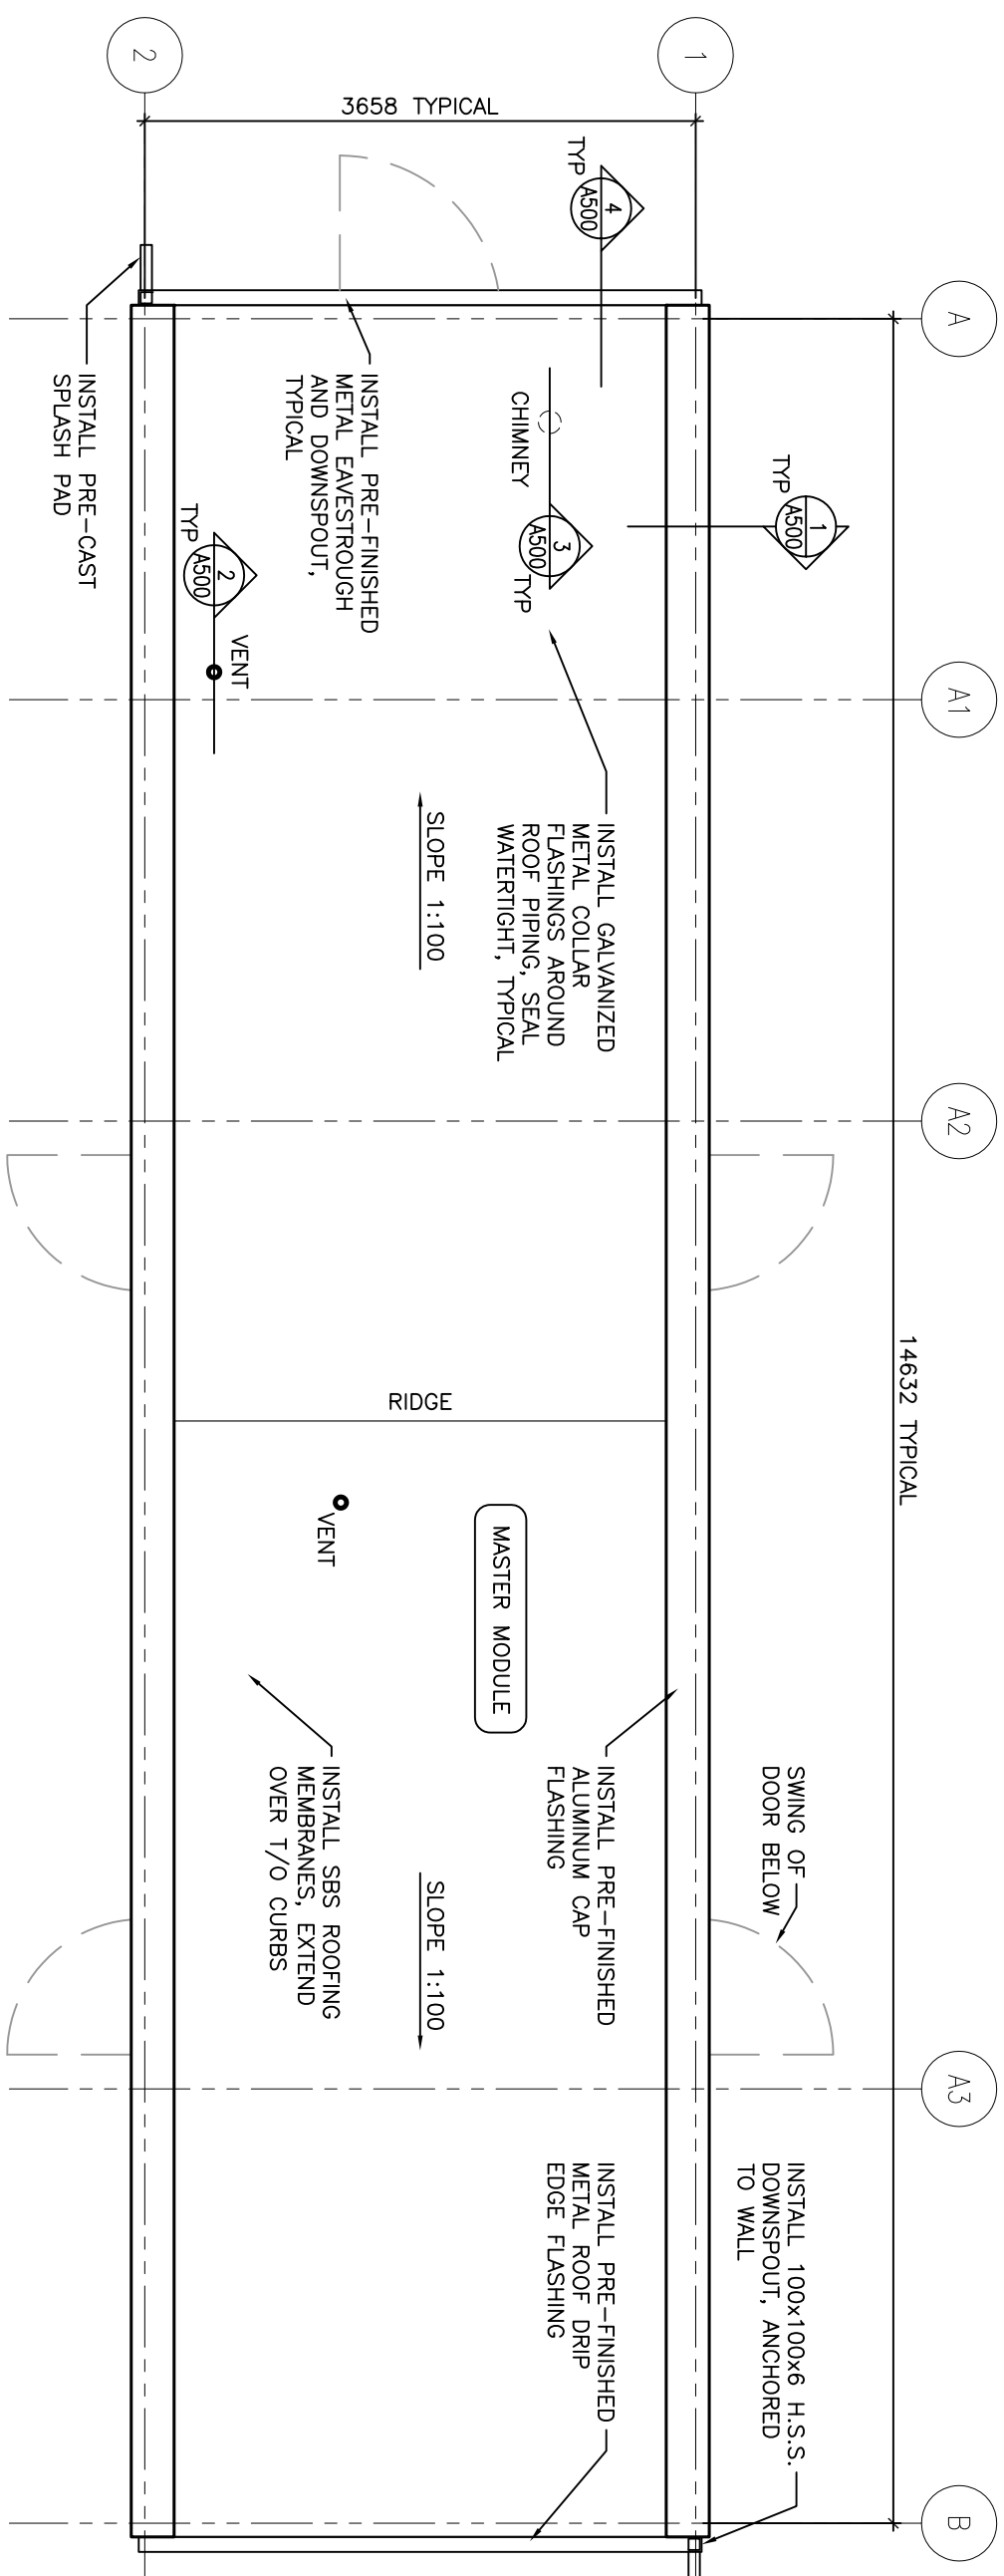 A
A1
A2
A3
B
14632 TYPICAL
1
2
3658 TYPICAL
TYP
1
A500
SWING OF
DOOR BELOW
INSTALL 100x100x6 H.S.S.
DOWNSPOUT, ANCHORED
TO WALL
TYP
4
A500
CHIMNEY
3
A500
TYP
INSTALL GALVANIZED
METAL COLLAR
FLASHINGS AROUND
ROOF PIPING, SEAL
WATERTIGHT, TYPICAL
INSTALL PRE-FINISHED
ALUMINUM CAP
FLASHING
INSTALL PRE-FINISHED
METAL ROOF DRIP
EDGE FLASHING
MASTER MODULE
SLOPE 1:100
RIDGE
SLOPE 1:100
INSTALL PRE-FINISHED
METAL EAVESTROUGH
AND DOWNSPOUT,
TYPICAL
VENT
TYP
2
A500
VENT
INSTALL SBS ROOFING
MEMBRANES, EXTEND
OVER T/O CURBS
INSTALL PRE-CAST
SPLASH PAD